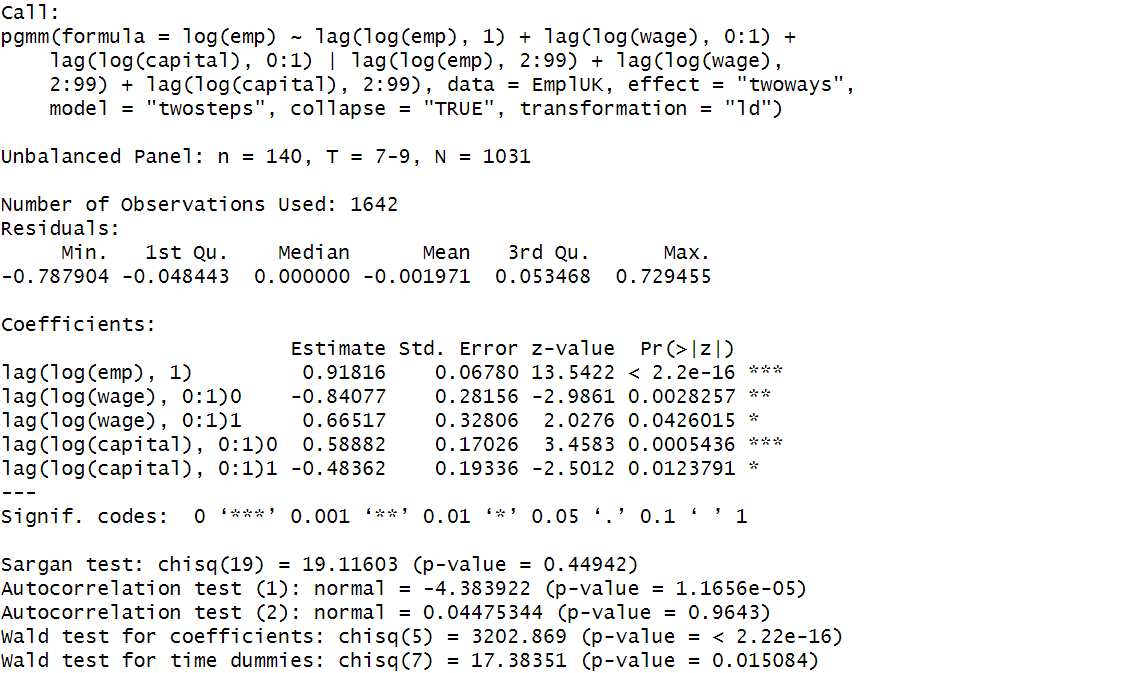 Call:
pgmm(formula = log(emp) ~ lag(log(emp), 1) + lag(log(wage), 0:1) +
    lag(log(capital), 0:1) | lag(log(emp), 2:99) + lag(log(wage),
    2:99) + lag(log(capital), 2:99), data = EmplUK, effect = "twoways",
    model = "twosteps", collapse = "TRUE", transformation = "ld")

Unbalanced Panel: n = 140, T = 7-9, N = 1031

Number of Observations Used: 1642
Residuals:
     Min.   1st Qu.    Median      Mean   3rd Qu.      Max.
-0.787904 -0.048443  0.000000 -0.001971  0.053468  0.729455

Coefficients:
                        Estimate Std. Error z-value  Pr(>|z|)
lag(log(emp), 1)         0.91816    0.06780 13.5422 < 2.2e-16 ***
lag(log(wage), 0:1)0    -0.84077    0.28156 -2.9861 0.0028257 **
lag(log(wage), 0:1)1     0.66517    0.32806  2.0276 0.0426015 *
lag(log(capital), 0:1)0  0.58882    0.17026  3.4583 0.0005436 ***
lag(log(capital), 0:1)1 -0.48362    0.19336 -2.5012 0.0123791 *
---
Signif. codes:  0 ‘***’ 0.001 ‘**’ 0.01 ‘*’ 0.05 ‘.’ 0.1 ‘ ’ 1

Sargan test: chisq(19) = 19.11603 (p-value = 0.44942)
Autocorrelation test (1): normal = -4.383922 (p-value = 1.1656e-05)
Autocorrelation test (2): normal = 0.04475344 (p-value = 0.9643)
Wald test for coefficients: chisq(5) = 3202.869 (p-value = < 2.22e-16)
Wald test for time dummies: chisq(7) = 17.38351 (p-value = 0.015084)